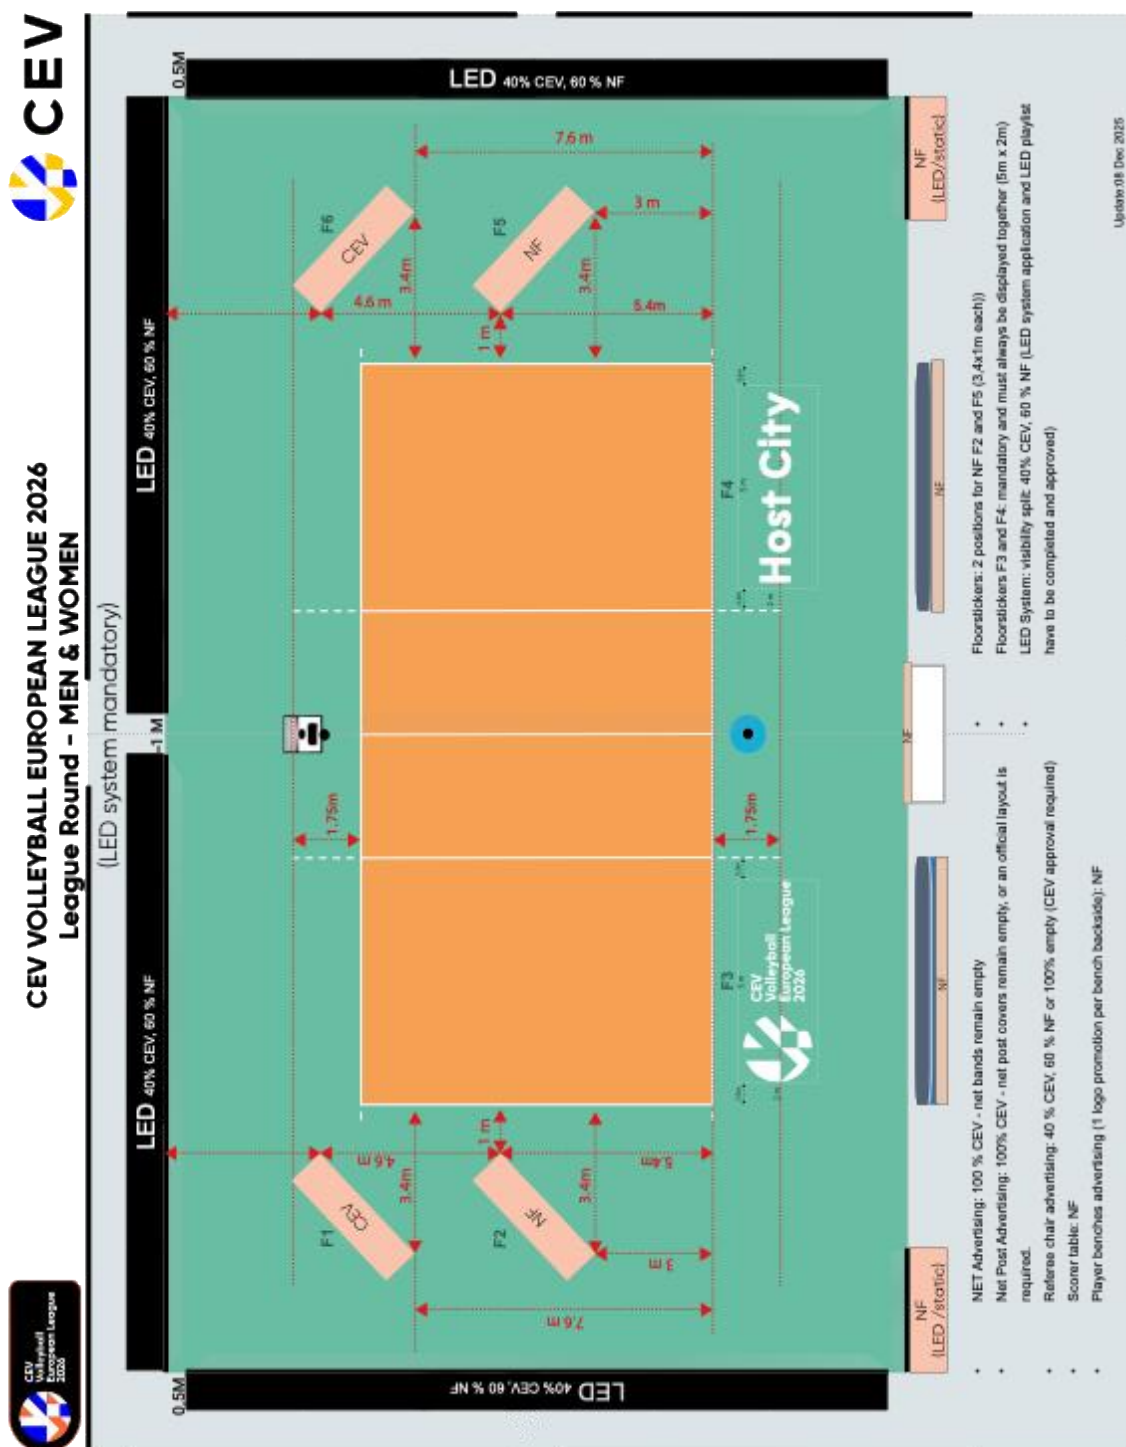 CEV
Volleyball
European League
2026
CEV VOLLEYBALL EUROPEAN LEAGUE 2026
League Round - MEN & WOMEN
(LED system mandatory)
CEV
0.5M
LED 40% CEV, 60 % NF
-1 M
LED 40% CEV, 60 % NF
0.5M
LED 40% CEV, 60 % NF
LED 40% CEV, 60 % NF
F1
CEV
4.6 m
3.4m
7.6 m
F2
NF
1 m
3.4m
5.4m
3 m
1.75m
1.75m
F6
CEV
4.6 m
3.4m
7.6 m
F5
NF
1 m
3.4m
5.4m
3 m
F3
5 m
CEV
Volleyball
European League
2026
F4
5 m
Host City
NF
(LED /static)
NF
NF
NF
NF
(LED/static)
• NET Advertising: 100 % CEV - net bands remain empty
• Net Post Advertising: 100% CEV - net post covers remain empty, or an official layout is
required.
• Referee chair advertising: 40 % CEV, 60 % NF or 100% empty (CEV approval required)
• Scorer table: NF
• Player benches advertising (1 logo promotion per bench backside): NF
• Floorstickers: 2 positions for NF F2 and F5 (3,4x1m each))
• Floorstickers F3 and F4: mandatory and must always be displayed together (5m x 2m)
• LED System: visibility split: 40% CEV, 60 % NF (LED system application and LED playlist
have to be completed and approved)
Update:08 Dec 2025